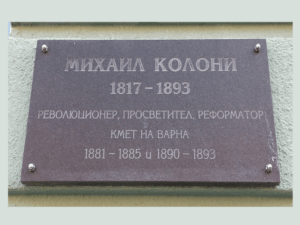 МИХАИЛ КОЛОНИ
1817 – 1893
РЕВОЛЮЦИОНЕР, ПРОСВЕТИТЕЛ, РЕФОРМАТОР
КМЕТ НА ВАРНА
1881 – 1885 и 1890 – 1893